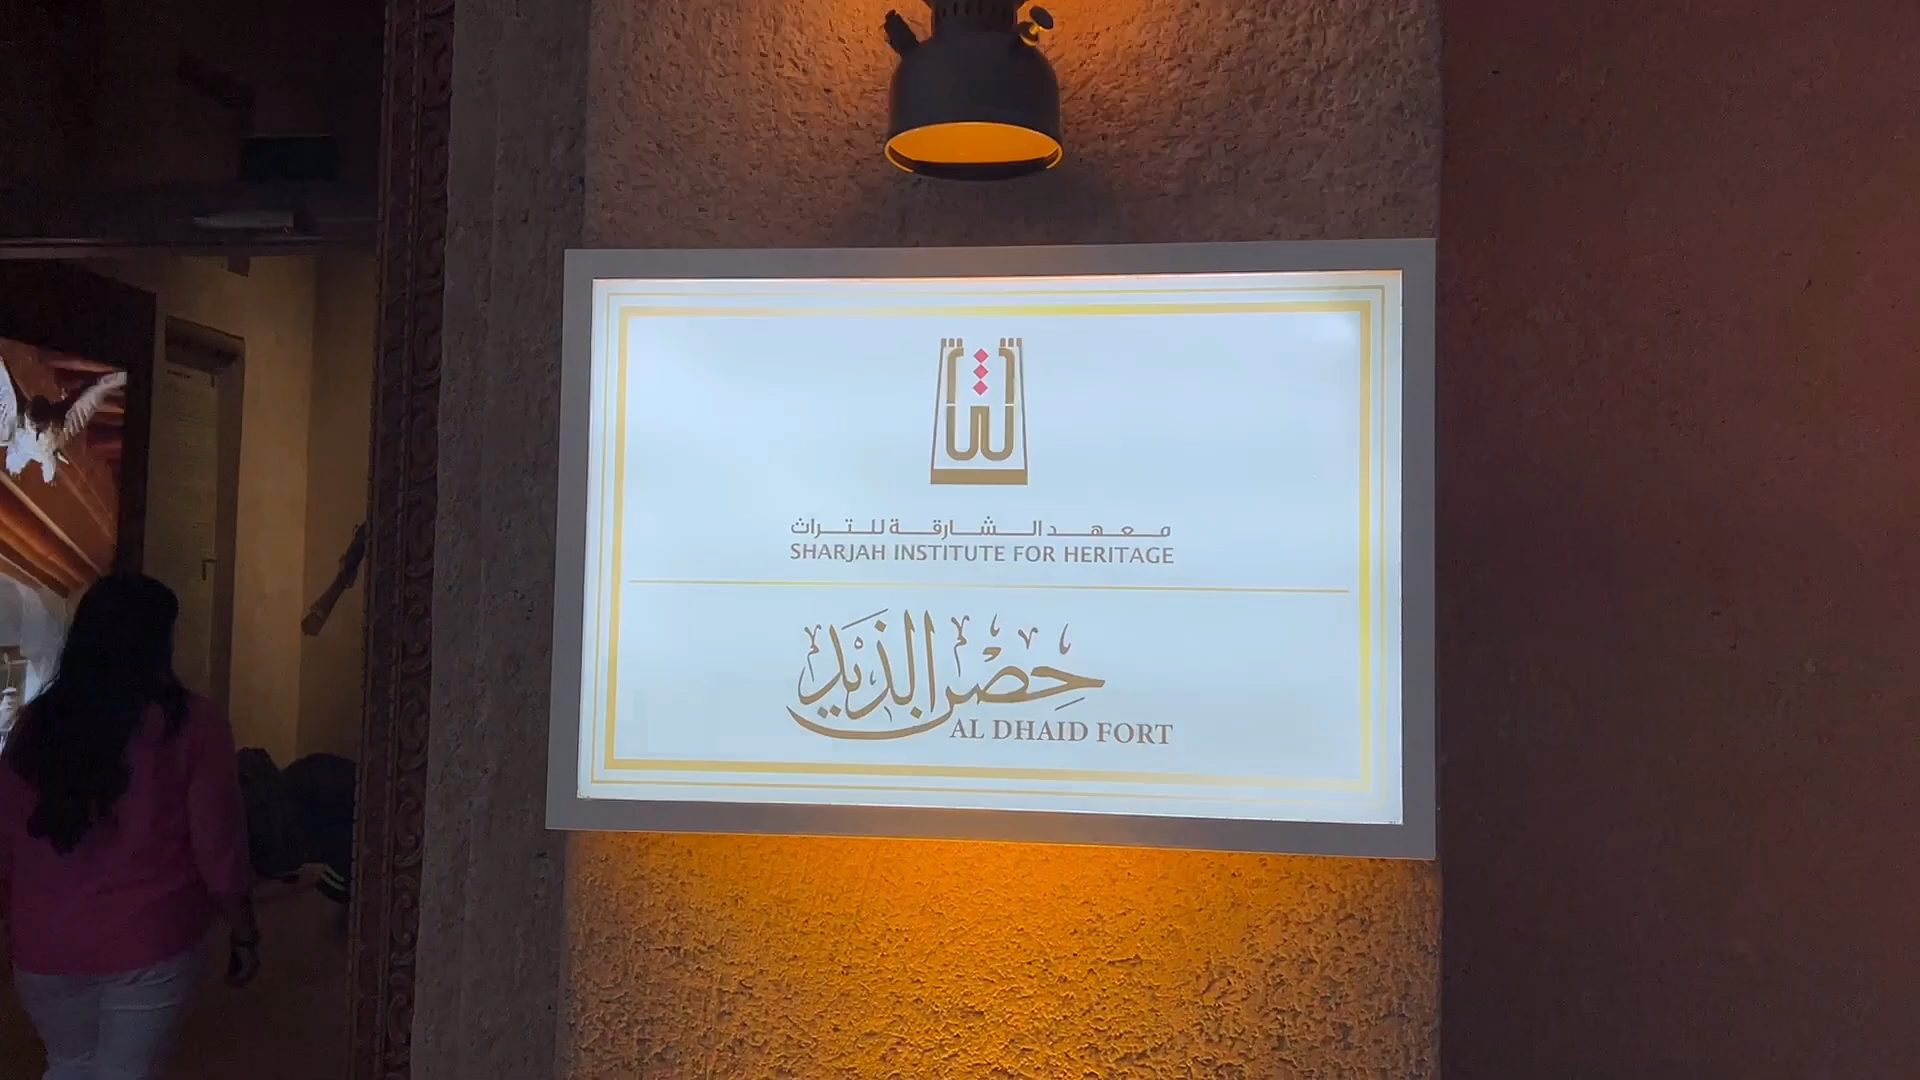 معهد الشارقة للتراث
SHARJAH INSTITUTE FOR HERITAGE
حصن الذيد
AL DHAID FORT